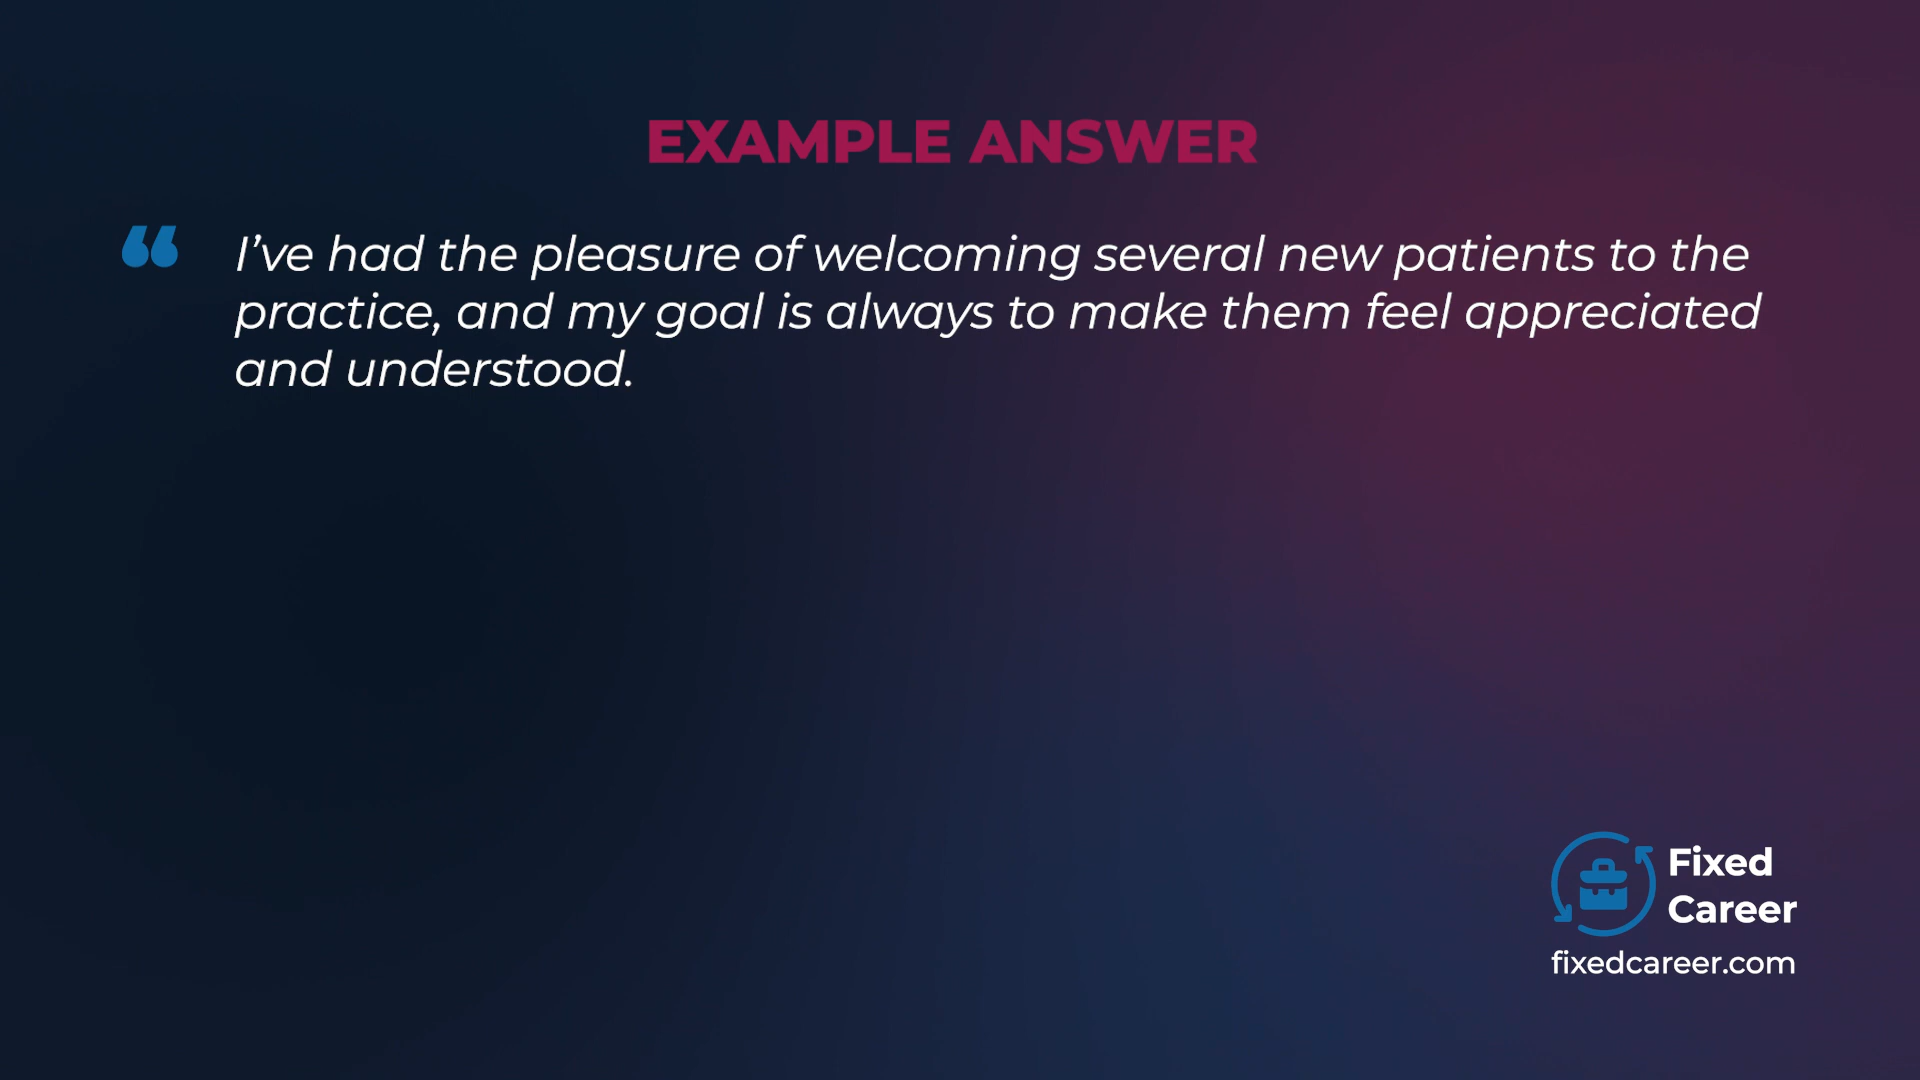 EXAMPLE ANSWER
“ I’ve had the pleasure of welcoming several new patients to the
practice, and my goal is always to make them feel appreciated
and understood.
Fixed
Career
fixedcareer.com